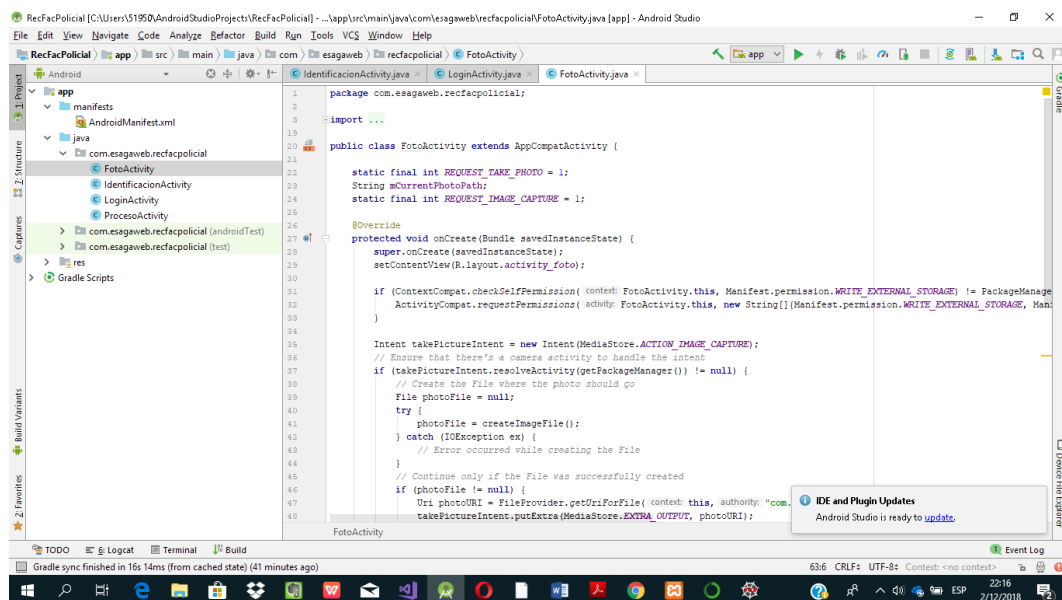 RecFacPolicial [C:\Users\51950\AndroidStudioProjects\RecFacPolicial] - ...\app\src\main\java\com\esagaweb\recfacpolicial\FotoActivity.java [app] - Android Studio
File Edit View Navigate Code Analyze Refactor Build Run Tools VCS Window Help
RecFacPolicial app src main java com esagaweb recfacpolicial FotoActivity app
Android
IdentificacionActivity.java LoginActivity.java FotoActivity.java
1: Project
Z: Structure
Captures
Build Variants
2: Favorites
app
manifests
AndroidManifest.xml
java
com.esagaweb.recfacpolicial
FotoActivity
IdentificacionActivity
LoginActivity
ProcesoActivity
com.esagaweb.recfacpolicial (androidTest)
com.esagaweb.recfacpolicial (test)
res
Gradle Scripts
1 package com.esagaweb.recfacpolicial;
2
3 import ...
19
20 public class FotoActivity extends AppCompatActivity {
21
22 static final int REQUEST_TAKE_PHOTO = 1;
23 String mCurrentPhotoPath;
24 static final int REQUEST_IMAGE_CAPTURE = 1;
25
26 @Override
27 protected void onCreate(Bundle savedInstanceState) {
28 super.onCreate(savedInstanceState);
29 setContentView(R.layout.activity_foto);
30
31 if (ContextCompat.checkSelfPermission( context: FotoActivity.this, Manifest.permission.WRITE_EXTERNAL_STORAGE) != PackageManage
32 ActivityCompat.requestPermissions( activity: FotoActivity.this, new String[]{Manifest.permission.WRITE_EXTERNAL_STORAGE, Mani
33 }
34
35 Intent takePictureIntent = new Intent(MediaStore.ACTION_IMAGE_CAPTURE);
36 // Ensure that there's a camera activity to handle the intent
37 if (takePictureIntent.resolveActivity(getPackageManager()) != null) {
38 // Create the File where the photo should go
39 File photoFile = null;
40 try {
41 photoFile = createImageFile();
42 } catch (IOException ex) {
43 // Error occurred while creating the File
44 }
45 // Continue only if the File was successfully created
46 if (photoFile != null) {
47 Uri photoURI = FileProvider.getUriForFile( context: this, authority: "com.
48 takePictureIntent.putExtra(MediaStore.EXTRA_OUTPUT, photoURI);
FotoActivity
Gradle
Device File Explorer
IDE and Plugin Updates
Android Studio is ready to update.
TODO 6: Logcat Terminal Build 1 Event Log
Gradle sync finished in 16s 14ms (from cached state) (41 minutes ago) 63:6 CRLF UTF-8 Context: <no context>
ESP 22:16
2/12/2018